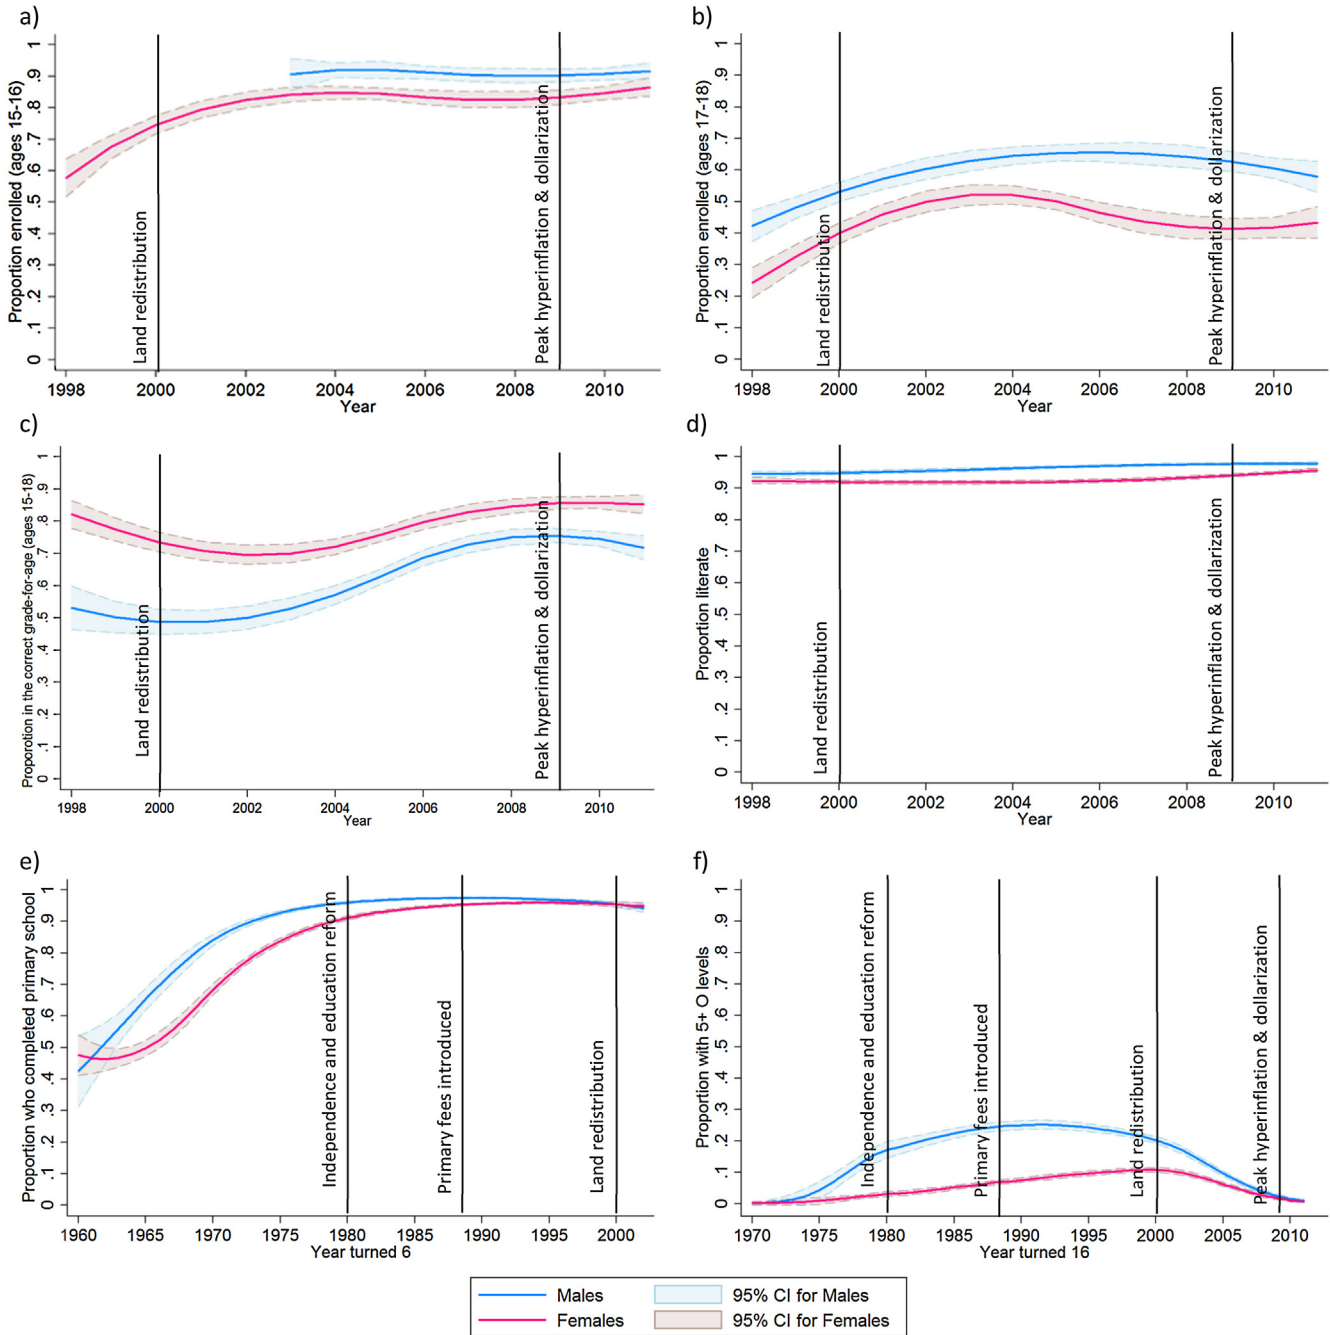 a)
Proportion enrolled (ages 15-16)
1
.9
.8
.7
.6
.5
.4
.3
.2
.1
0
Land redistribution
Peak hyperinflation & dollarization
1998 2000 2002 2004 2006 2008 2010
Year
b)
Proportion enrolled (ages 17-18)
1
.9
.8
.7
.6
.5
.4
.3
.2
.1
0
Land redistribution
Peak hyperinflation & dollarization
1998 2000 2002 2004 2006 2008 2010
Year
c)
Proporotion in the correct grade-for-age (ages 15-18)
1
.9
.8
.7
.6
.5
.4
.3
.2
.1
0
Land redistribution
Peak hyperinflation & dollarization
1998 2000 2002 2004 2006 2008 2010
Year
d)
Proportion literate
1
.9
.8
.7
.6
.5
.4
.3
.2
.1
0
Land redistribution
Peak hyperinflation & dollarization
1998 2000 2002 2004 2006 2008 2010
Year
e)
Proportion who completed primary school
1
.9
.8
.7
.6
.5
.4
.3
.2
.1
0
Independence and education reform
Primary fees introduced
Land redistribution
1960 1965 1970 1975 1980 1985 1990 1995 2000
Year turned 6
f)
Proportion with 5+ O levels
1
.9
.8
.7
.6
.5
.4
.3
.2
.1
0
Independence and education reform
Primary fees introduced
Land redistribution
Peak hyperinflation & dollarization
1970 1975 1980 1985 1990 1995 2000 2005 2010
Year turned 16
Males 95% CI for Males
Females 95% CI for Females